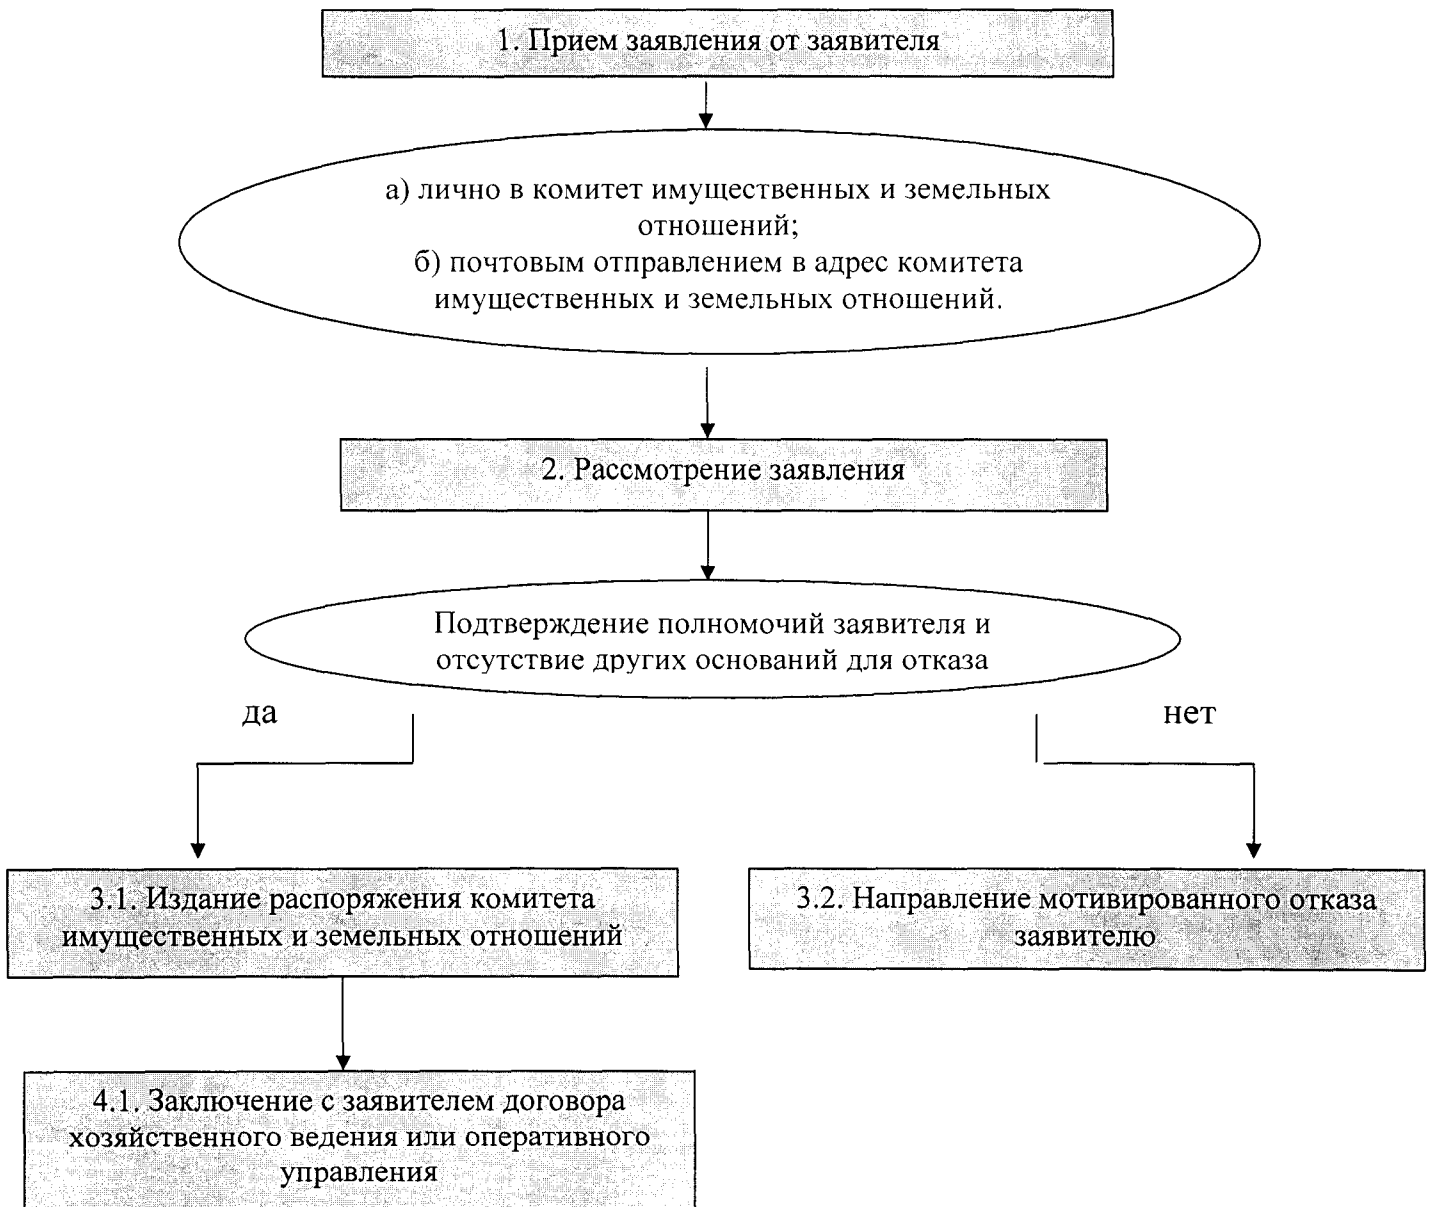 1. Прием заявления от заявителя
а) лично в комитет имущественных и земельных
отношений;
б) почтовым отправлением в адрес комитета
имущественных и земельных отношений.
2. Рассмотрение заявления
Подтверждение полномочий заявителя и
отсутствие других оснований для отказа
да
нет
3.1. Издание распоряжения комитета
имущественных и земельных отношений
3.2. Направление мотивированного отказа
заявителю
4.1. Заключение с заявителем договора
хозяйственного ведения или оперативного
управления